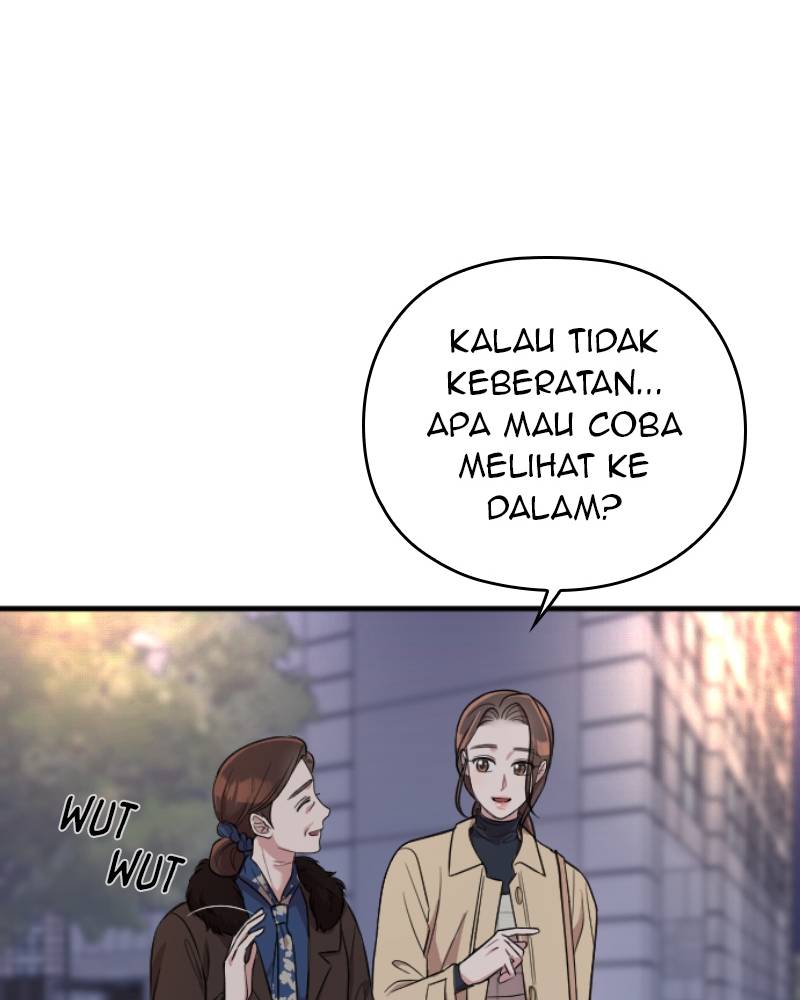 KALAU TIDAK
KEBERATAN...
APA MAU COBA
MELIHAT KE
DALAM?
WUT
WUT